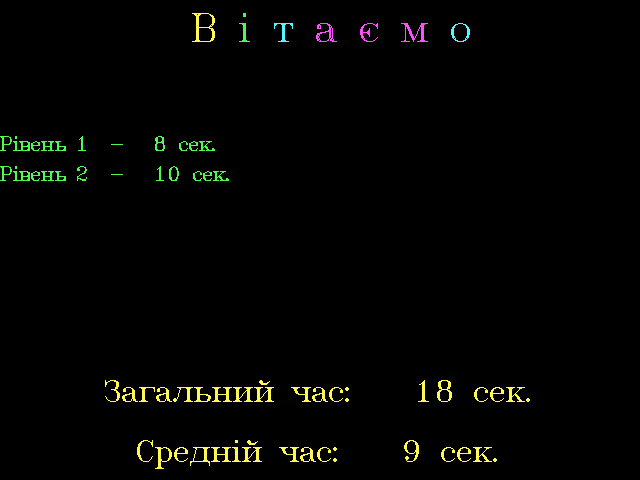 В і т а є м о
Рівень 1 - 8 сек.
Рівень 2 - 10 сек.
Загальний час: 18 сек.
Средній час: 9 сек.